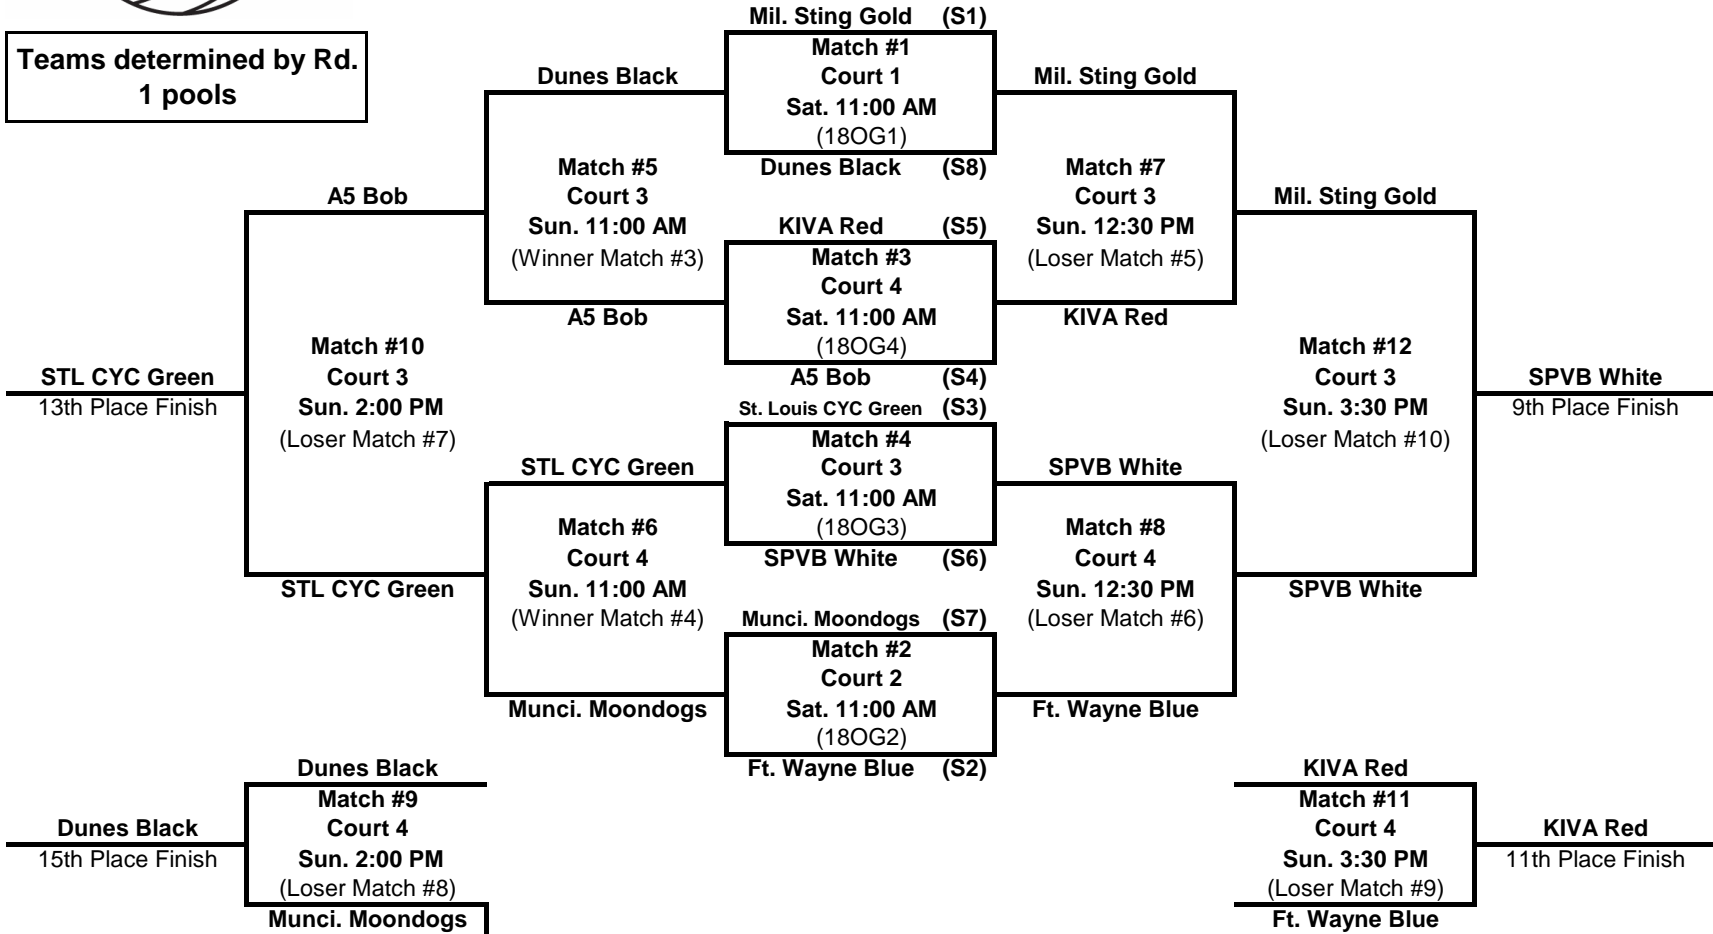 Teams determined by Rd.
1 pools
Mil. Sting Gold (S1)
Match #1
Court 1
Sat. 11:00 AM
(18OG1)
Dunes Black (S8)
Dunes Black
Mil. Sting Gold
Match #5
Court 3
Sun. 11:00 AM
(Winner Match #3)
Match #7
Court 3
Sun. 12:30 PM
(Loser Match #5)
A5 Bob
Mil. Sting Gold
KIVA Red (S5)
Match #3
Court 4
Sat. 11:00 AM
(18OG4)
A5 Bob (S4)
A5 Bob
KIVA Red
Match #10
Court 3
Sun. 2:00 PM
(Loser Match #7)
Match #12
Court 3
Sun. 3:30 PM
(Loser Match #10)
STL CYC Green
13th Place Finish
SPVB White
9th Place Finish
St. Louis CYC Green (S3)
Match #4
Court 3
Sat. 11:00 AM
(18OG3)
SPVB White (S6)
STL CYC Green
SPVB White
Match #6
Court 4
Sun. 11:00 AM
(Winner Match #4)
Match #8
Court 4
Sun. 12:30 PM
(Loser Match #6)
STL CYC Green
SPVB White
Munci. Moondogs (S7)
Match #2
Court 2
Sat. 11:00 AM
(18OG2)
Ft. Wayne Blue (S2)
Munci. Moondogs
Ft. Wayne Blue
Dunes Black
Match #9
Court 4
Sun. 2:00 PM
(Loser Match #8)
Munci. Moondogs
Dunes Black
15th Place Finish
KIVA Red
Match #11
Court 4
Sun. 3:30 PM
(Loser Match #9)
Ft. Wayne Blue
KIVA Red
11th Place Finish